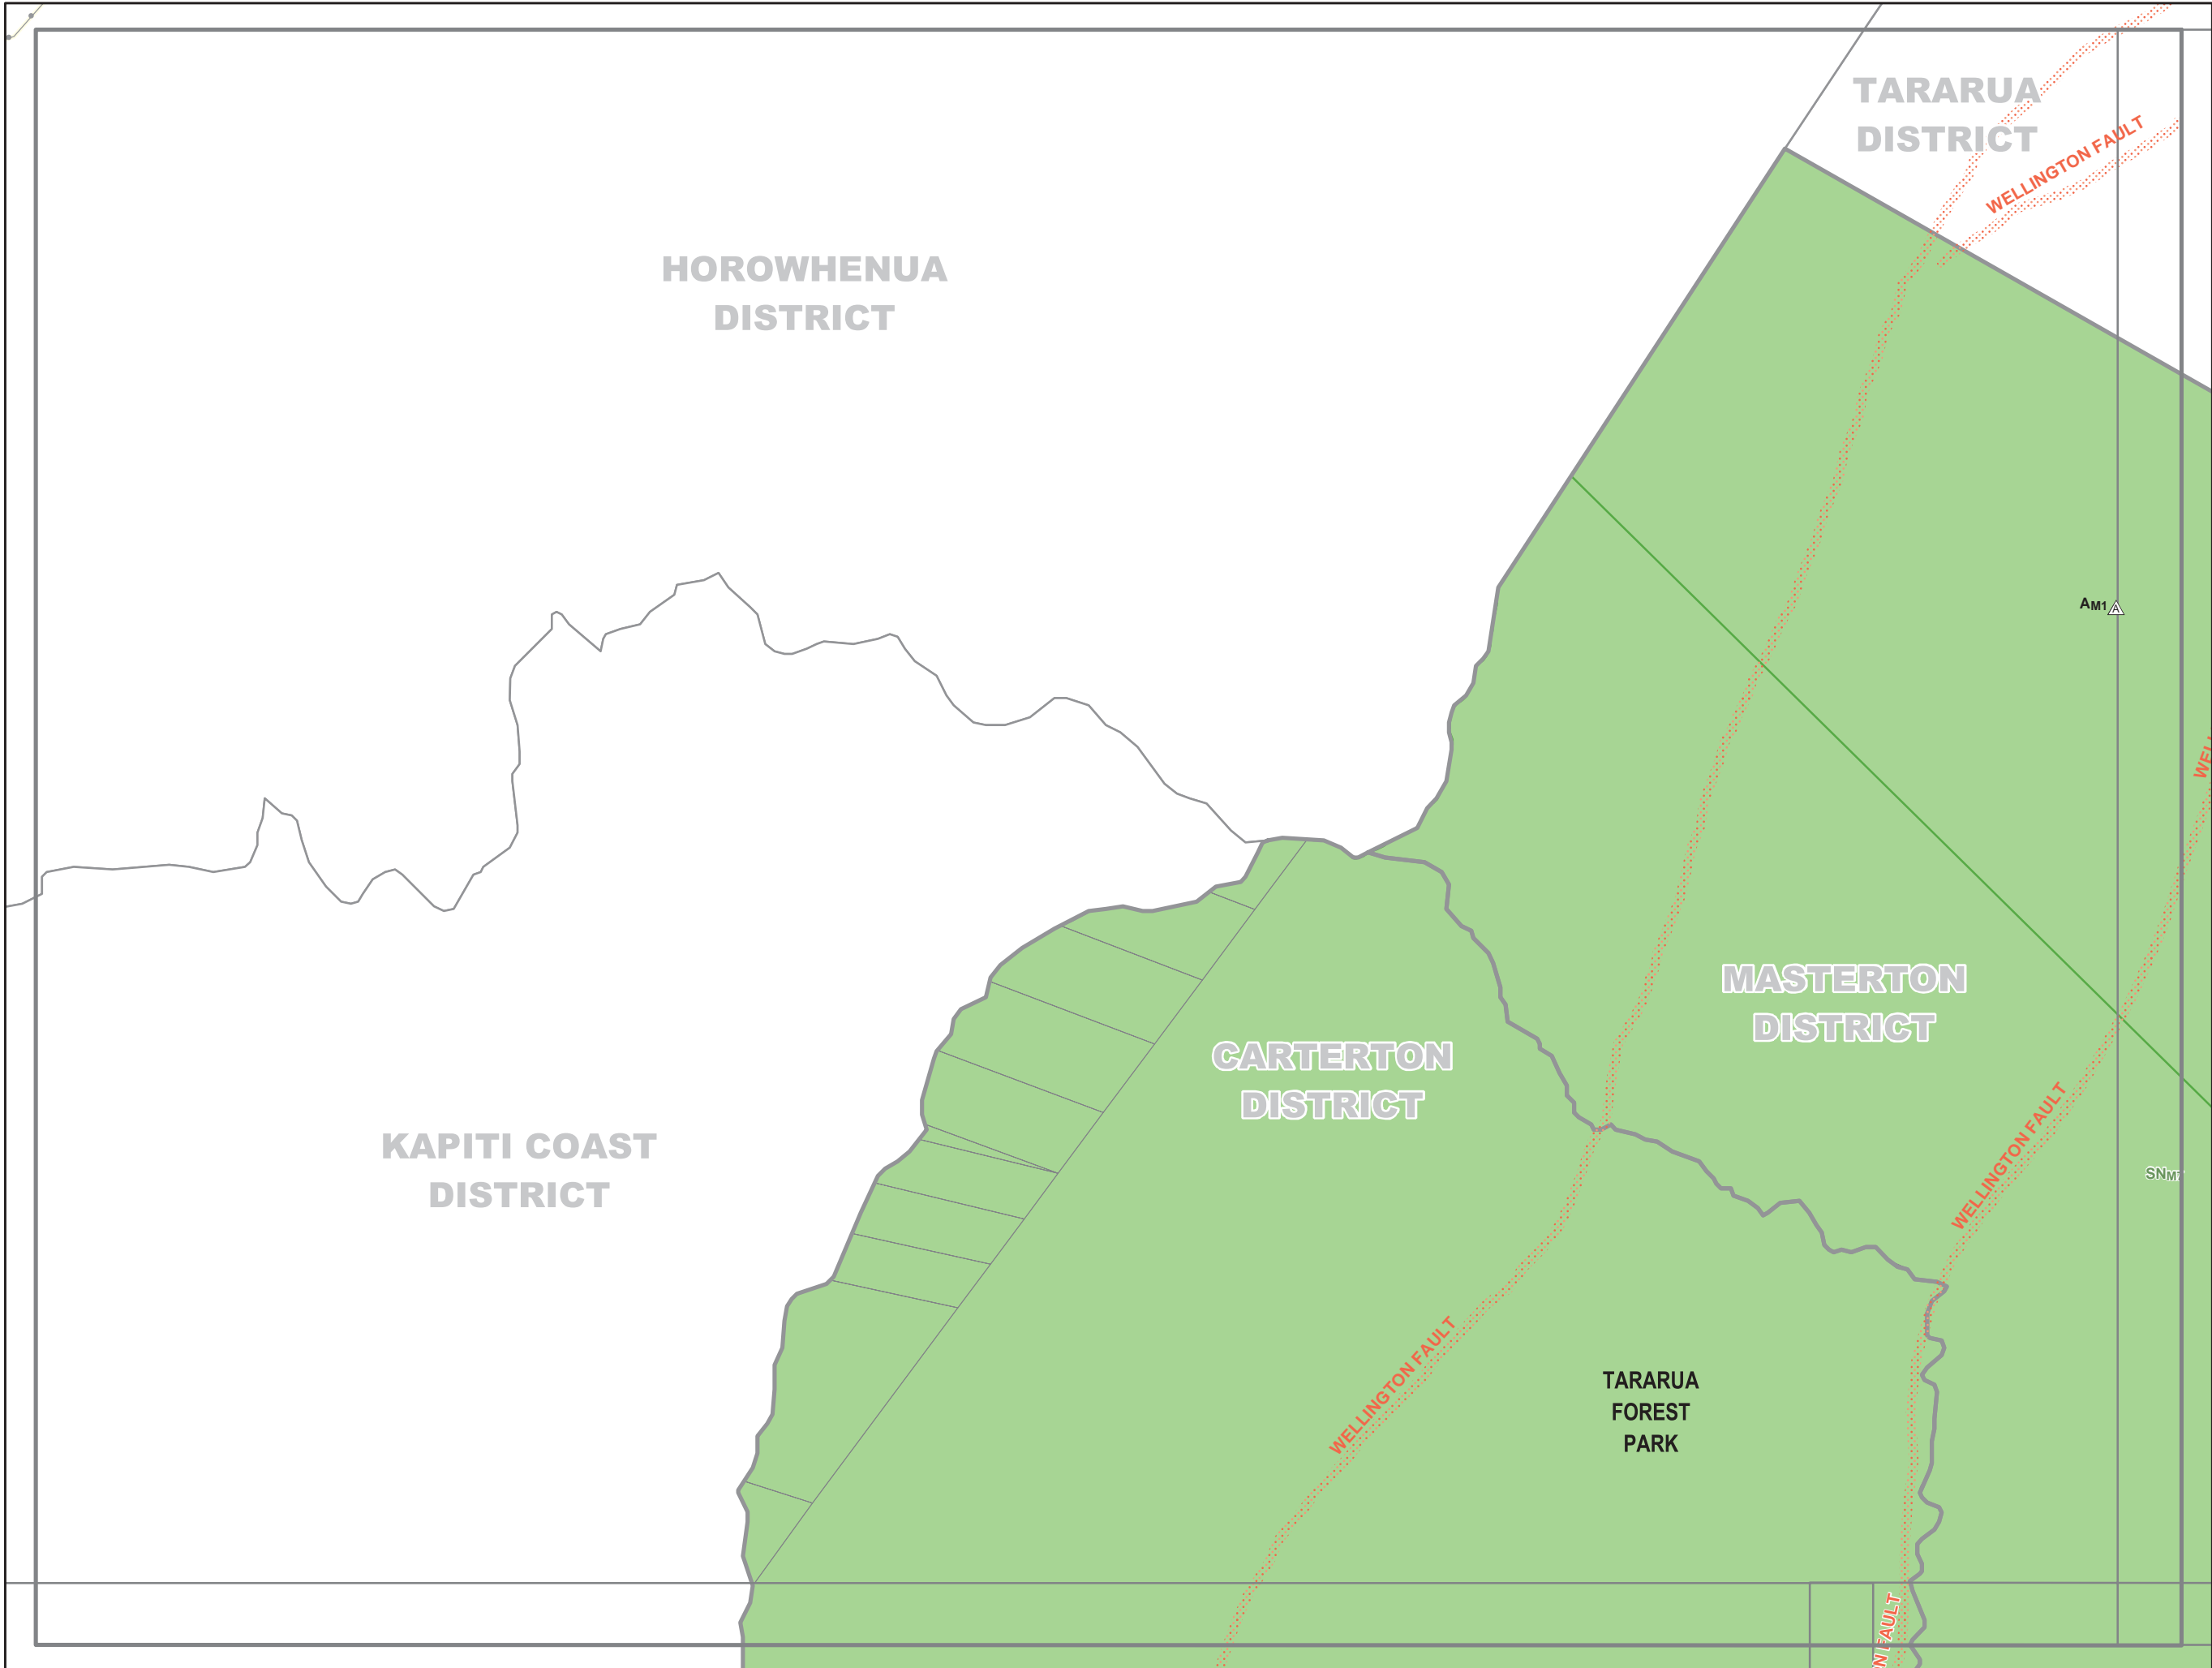 TARARUA
DISTRICT
WELLINGTON FAULT
HOROWHENUA
DISTRICT
AM1
A
MASTERTON
DISTRICT
CARTERTON
DISTRICT
KAPITI COAST
DISTRICT
WELLINGTON FAULT
WELLINGTON FAULT
TARARUA
FOREST
PARK
FAULT